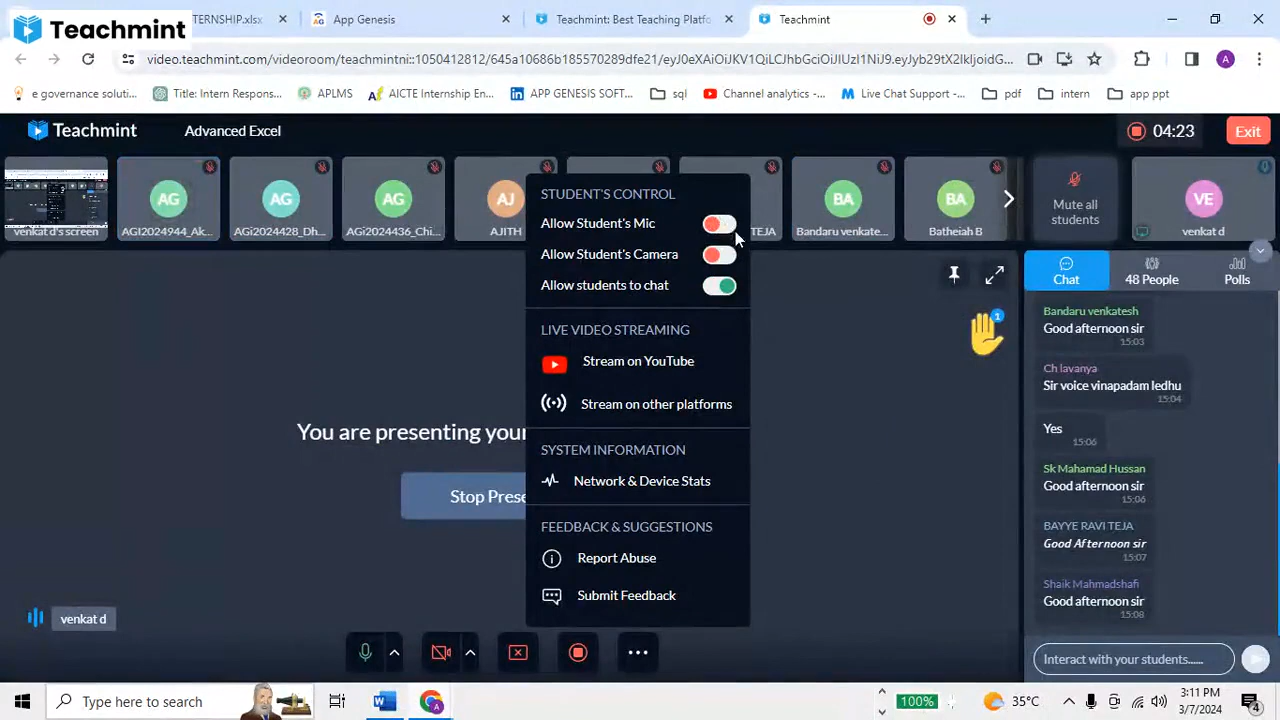 Teachmint
TERNSHIP.xlsx
App Genesis
Teachmint: Best Teaching Platfo
Teachmint
video.teachmint.com/videoroom/teachmintni::1050412812/645a10686b185570289dfe21/eyJ0eXAiOiJKV1QiLCJhbGciOiJIUzI1NiJ9.eyJyb29tX2lkIjoidG...
e governance soluti...
Title: Intern Respons...
APLMS
AICTE Internship En...
APP GENESIS SOFT...
sql
Channel analytics -...
Live Chat Support -...
pdf
intern
app ppt
Teachmint
Advanced Excel
04:23
Exit
venkat d's screen
AG
AGI2024944_Ak...
AG
AGI2024428_Dh...
AG
AGI2024436_Chi...
AJ
AJITH
TEJA
BA
Bandaru venkate...
BA
Batheiah B
Mute all
students
VE
venkat d
STUDENT'S CONTROL
Allow Student's Mic
Allow Student's Camera
Allow students to chat
LIVE VIDEO STREAMING
Stream on YouTube
Stream on other platforms
SYSTEM INFORMATION
Network & Device Stats
FEEDBACK & SUGGESTIONS
Report Abuse
Submit Feedback
You are presenting your
Stop Prese
venkat d
1
Chat
48 People
Polls
Bandaru venkatesh
Good afternoon sir
15:03
Ch lavanya
Sir voice vinapadam ledhu
15:04
Yes
15:06
Sk Mahamad Hussan
Good afternoon sir
15:06
BAYYE RAVI TEJA
Good Afternoon sir
15:07
Shaik Mahmadshafi
Good afternoon sir
15:08
Interact with your students......
Type here to search
100%
35°C
3:11 PM
3/7/2024
4